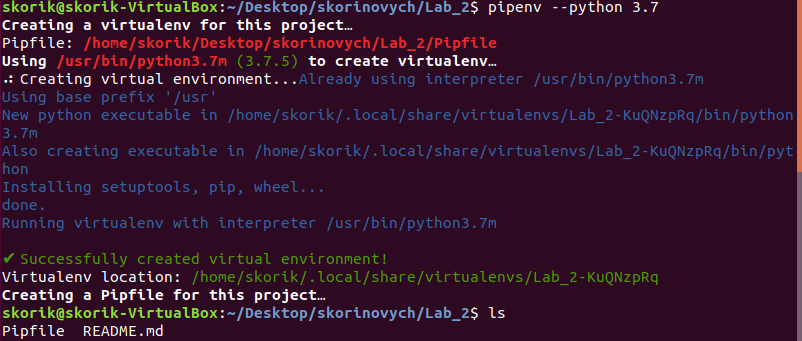 skorik@skorik-VirtualBox:~/Desktop/skorinovych/Lab_2$ pipenv --python 3.7
Creating a virtualenv for this project…
Pipfile: /home/skorik/Desktop/skorinovych/Lab_2/Pipfile
Using /usr/bin/python3.7m (3.7.5) to create virtualenv…
⠼ Creating virtual environment...Already using interpreter /usr/bin/python3.7m
Using base prefix '/usr'
New python executable in /home/skorik/.local/share/virtualenvs/Lab_2-KuQNzpRq/bin/python
3.7m
Also creating executable in /home/skorik/.local/share/virtualenvs/Lab_2-KuQNzpRq/bin/pyt
hon
Installing setuptools, pip, wheel...
done.
Running virtualenv with interpreter /usr/bin/python3.7m
✔ Successfully created virtual environment!
Virtualenv location: /home/skorik/.local/share/virtualenvs/Lab_2-KuQNzpRq
Creating a Pipfile for this project…
skorik@skorik-VirtualBox:~/Desktop/skorinovych/Lab_2$ ls
Pipfile  README.md